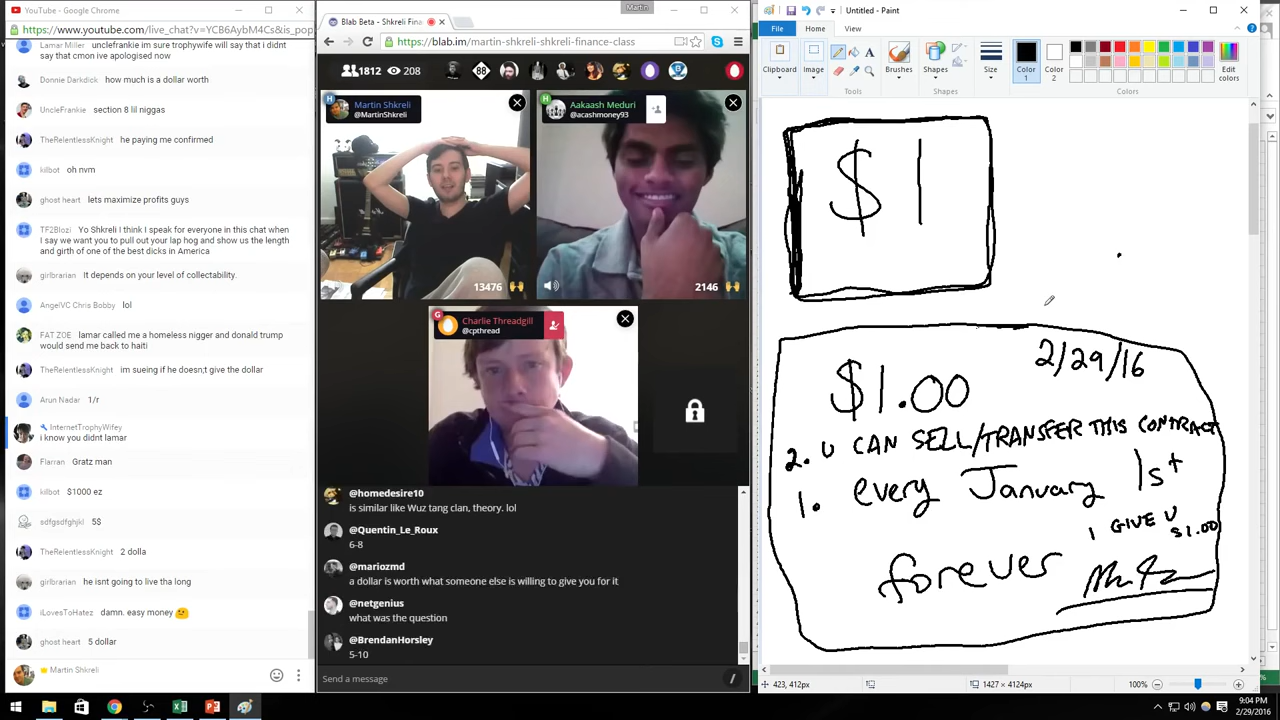 YouTube - Google Chrome
https://www.youtube.com/live_chat?v=YCB6AybM4Cs&is_pop
Lamar Miller unclefrankie im sure trophywife will say that i didnt
say that cmon ive apologised now
Donnie Darkdick how much is a dollar worth
UncleFrankie section 8 lil niggas
TheRelentlessKnight he paying me confirmed
kilbot oh nvm
ghost heart lets maximize profits guys
TF2Blozi Yo Shkreli I think I speak for everyone in this chat when
I say we want you to pull out your lap hog and show us the length
and girth of one of the best dicks in America
girlbrarian It depends on your level of collectability.
AngelVC Chris Bobby lol
FAT ZOE lamar called me a homeless nigger and donald trump
would send me back to haiti
TheRelentlessKnight im sueing if he doesn;t give the dollar
Arun Nadar 1/r
InternetTrophyWifey
i know you didnt lamar
Flarran Gratz man
kilbot $1000 ez
sdfgsdfghjkl 5$
TheRelentlessKnight 2 dolla
girlbrarian he isnt going to live tha long
iLovesToHatez damn. easy money
ghost heart 5 dollar
Martin Shkreli
Martin
Blab Beta - Shkreli Fina
https://blab.im/martin-shkreli-shkreli-finance-class
1812 208
88
H Martin Shkreli
@MartinShkreli
13476
H Aakaash Meduri
@acashmoney93
2146
G Charlie Threadgill
@cpthread
@homedesire10
is similar like Wuz tang clan, theory. lol
@Quentin_Le_Roux
6-8
@mariozmd
a dollar is worth what someone else is willing to give you for it
@netgenius
what was the question
@BrendanHorsley
5-10
Send a message
Untitled - Paint
File Home View
Clipboard Image Brushes Shapes Size Color 1 Color 2 Edit colors
Tools Shapes Colors
$1
2/29/16
$1.00
2. U CAN SELL/TRANSFER THIS CONTRACT
1. every January 1st
I GIVE U
$1.00
forever
423, 412px 1427 × 4124px 100%
9:04 PM
2/29/2016